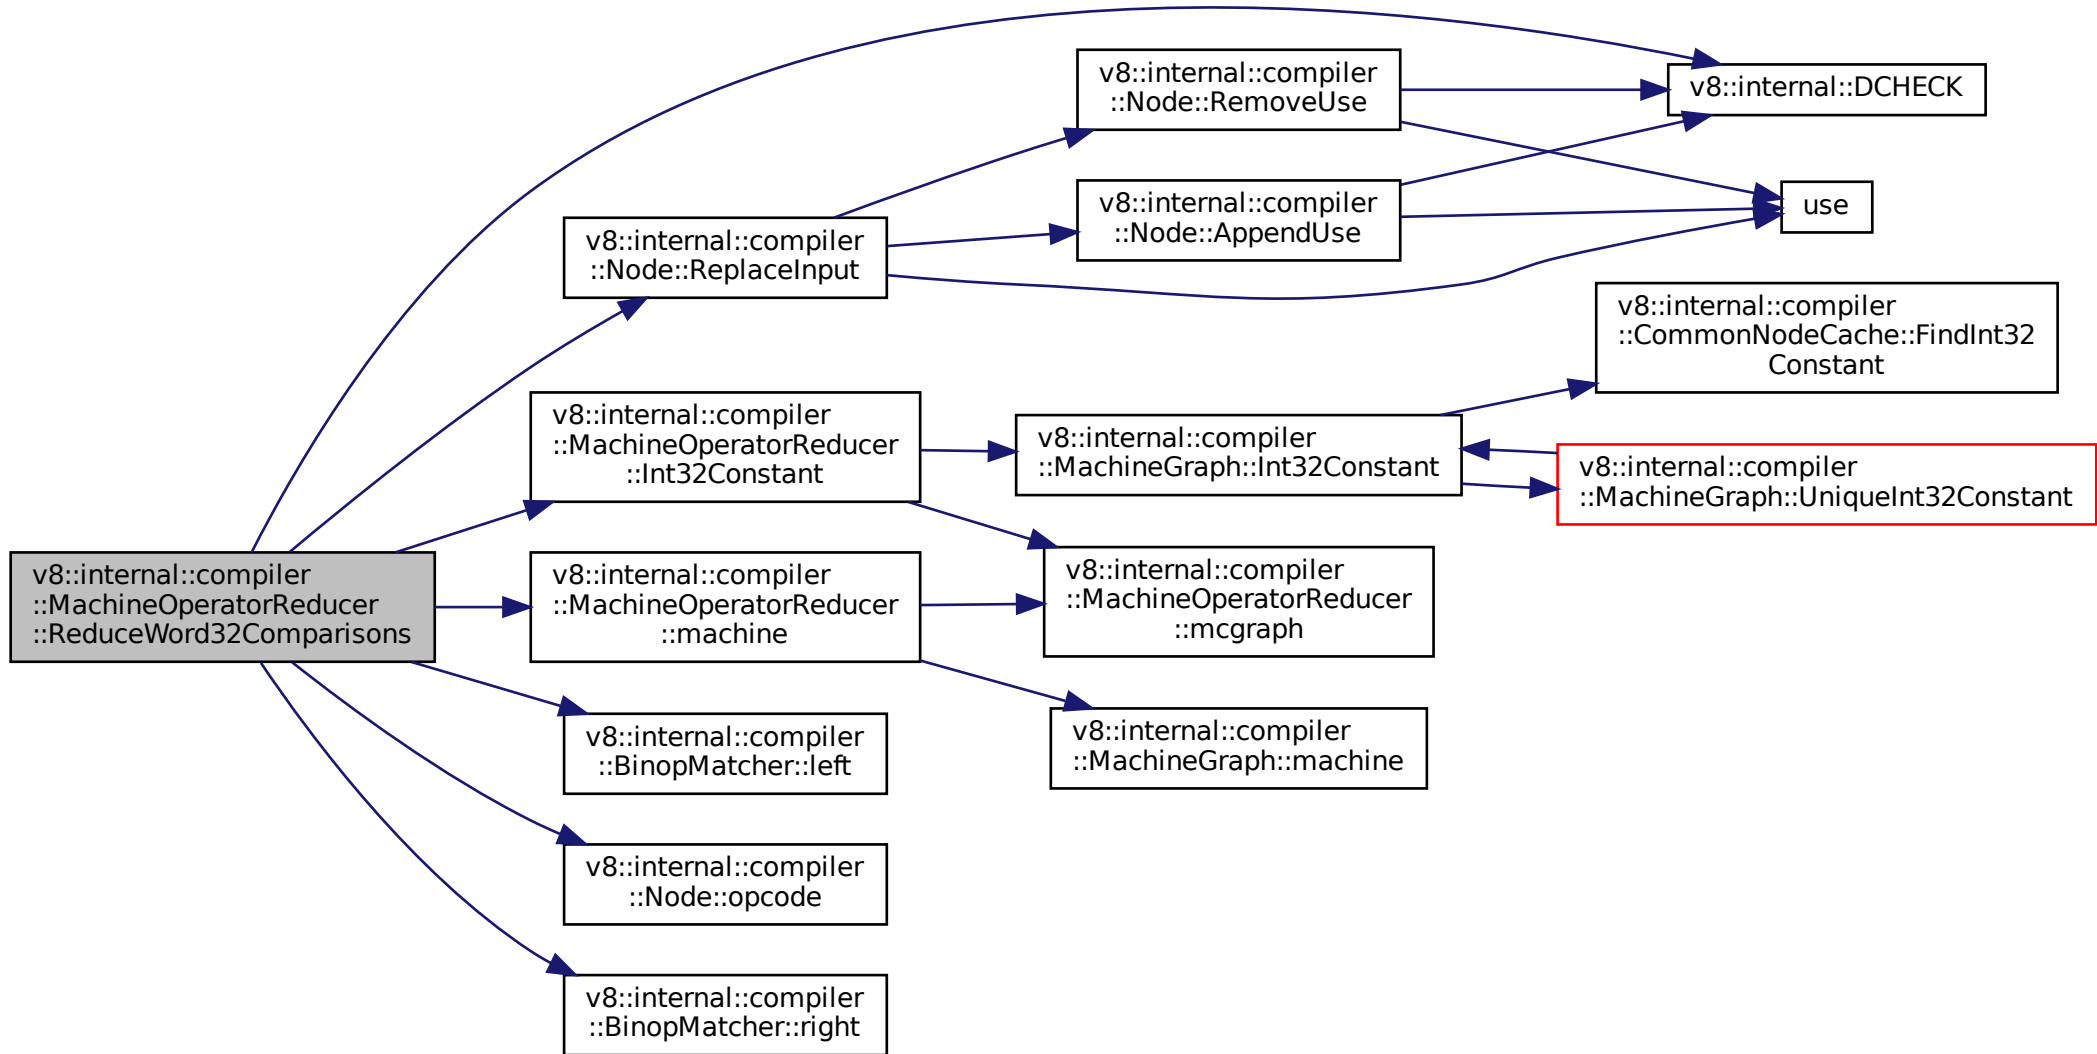 v8::internal::compiler
::MachineOperatorReducer
::ReduceWord32Comparisons
v8::internal::DCHECK
v8::internal::compiler
::Node::ReplaceInput
v8::internal::compiler
::Node::RemoveUse
v8::internal::compiler
::Node::AppendUse
use
v8::internal::compiler
::MachineOperatorReducer
::Int32Constant
v8::internal::compiler
::MachineGraph::Int32Constant
v8::internal::compiler
::CommonNodeCache::FindInt32
Constant
v8::internal::compiler
::MachineGraph::UniqueInt32Constant
v8::internal::compiler
::MachineOperatorReducer
::mcgraph
v8::internal::compiler
::MachineOperatorReducer
::machine
v8::internal::compiler
::MachineGraph::machine
v8::internal::compiler
::BinopMatcher::left
v8::internal::compiler
::Node::opcode
v8::internal::compiler
::BinopMatcher::right